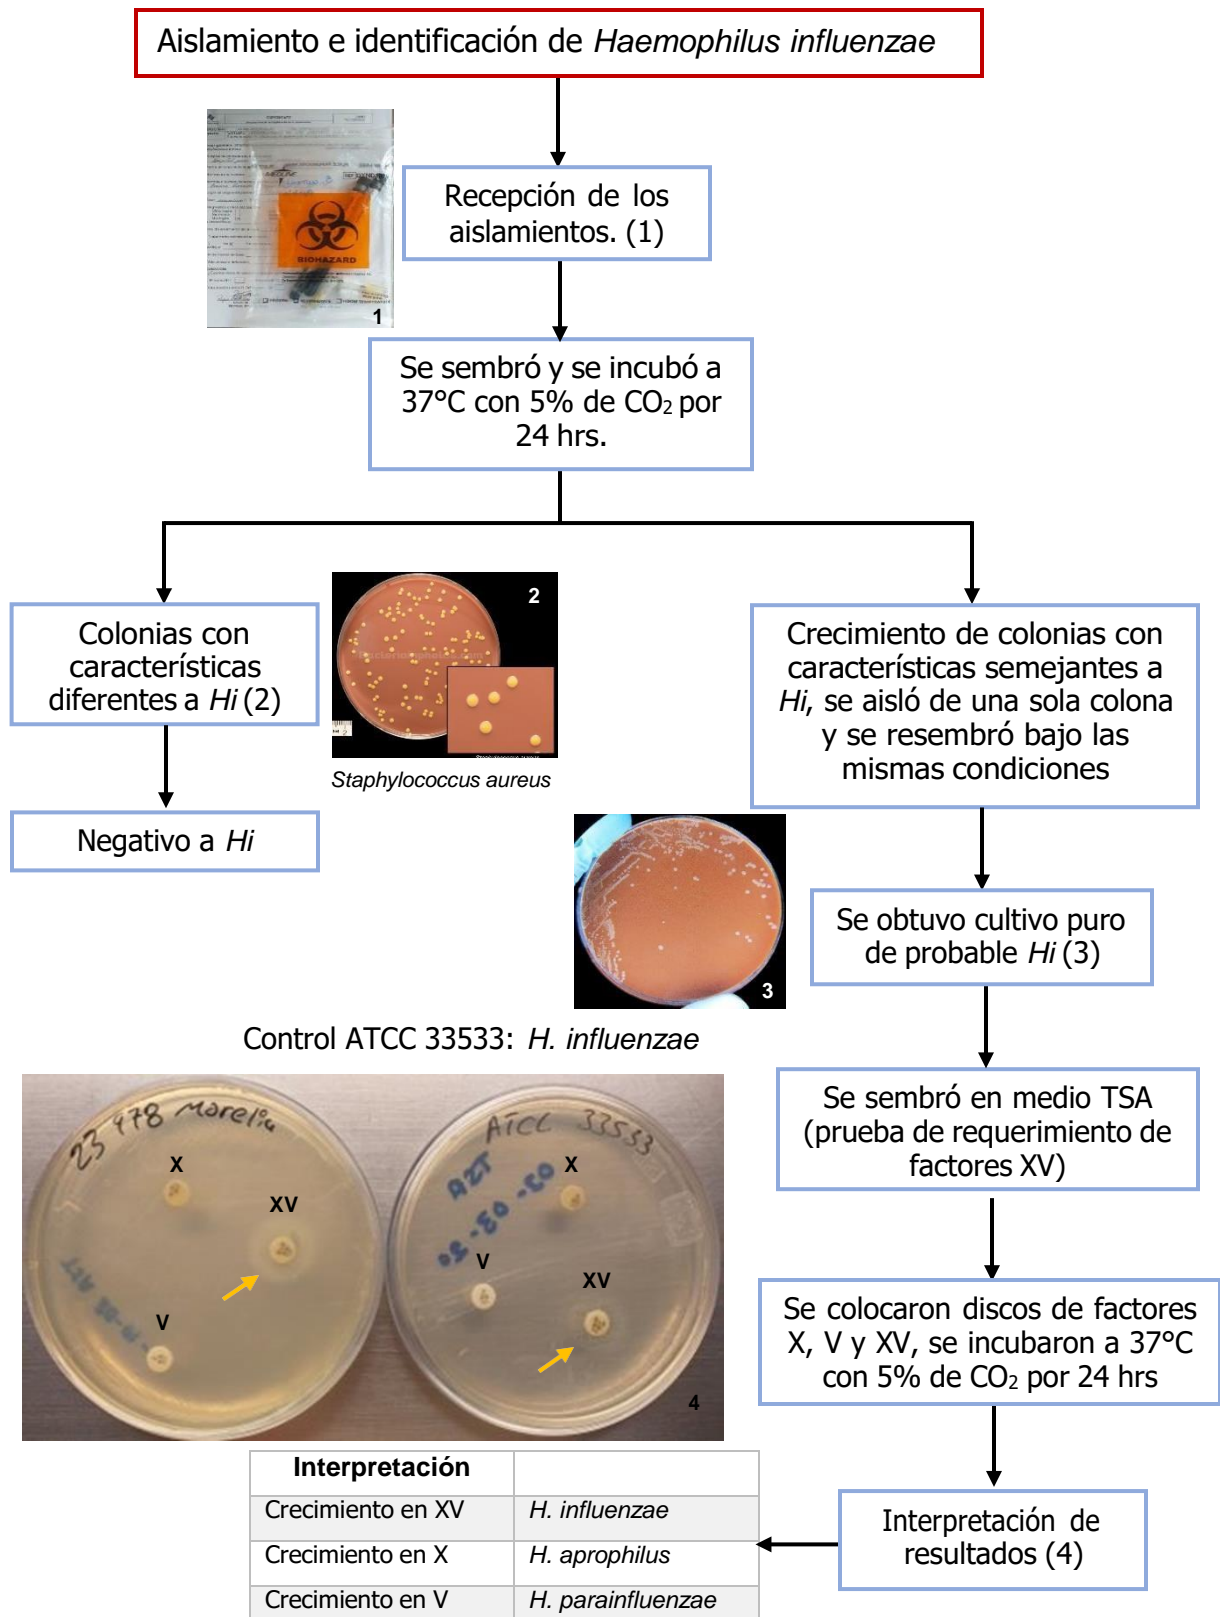 Aislamiento e identificación de Haemophilus influenzae
BIOHAZARD
1
Recepción de los
aislamientos. (1)
Se sembró y se incubó a
37°C con 5% de CO2 por
24 hrs.
Colonias con
características
diferentes a Hi (2)
2
Staphylococcus aureus
Crecimiento de colonias con
características semejantes a
Hi, se aisló de una sola colona
y se resembró bajo las
mismas condiciones
Negativo a Hi
3
Se obtuvo cultivo puro
de probable Hi (3)
Control ATCC 33533: H. influenzae
23 478 Morelia
X
XV
V
ATCC 33533
AZT
03-03-20
X
V
XV
4
Se sembró en medio TSA
(prueba de requerimiento de
factores XV)
Se colocaron discos de factores
X, V y XV, se incubaron a 37°C
con 5% de CO2 por 24 hrs
Interpretación de
resultados (4)
Interpretación
Crecimiento en XV H. influenzae
Crecimiento en X H. aprophilus
Crecimiento en V H. parainfluenzae